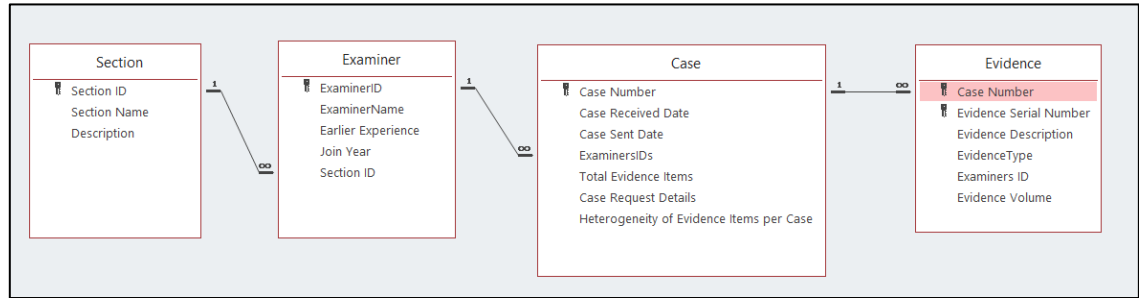 Section
Section ID
Section Name
Description
1
∞
Examiner
ExaminerID
ExaminerName
Earlier Experience
Join Year
Section ID
1
∞
Case
Case Number
Case Received Date
Case Sent Date
ExaminersIDs
Total Evidence Items
Case Request Details
Heterogeneity of Evidence Items per Case
1
∞
Evidence
Case Number
Evidence Serial Number
Evidence Description
EvidenceType
Examiners ID
Evidence Volume